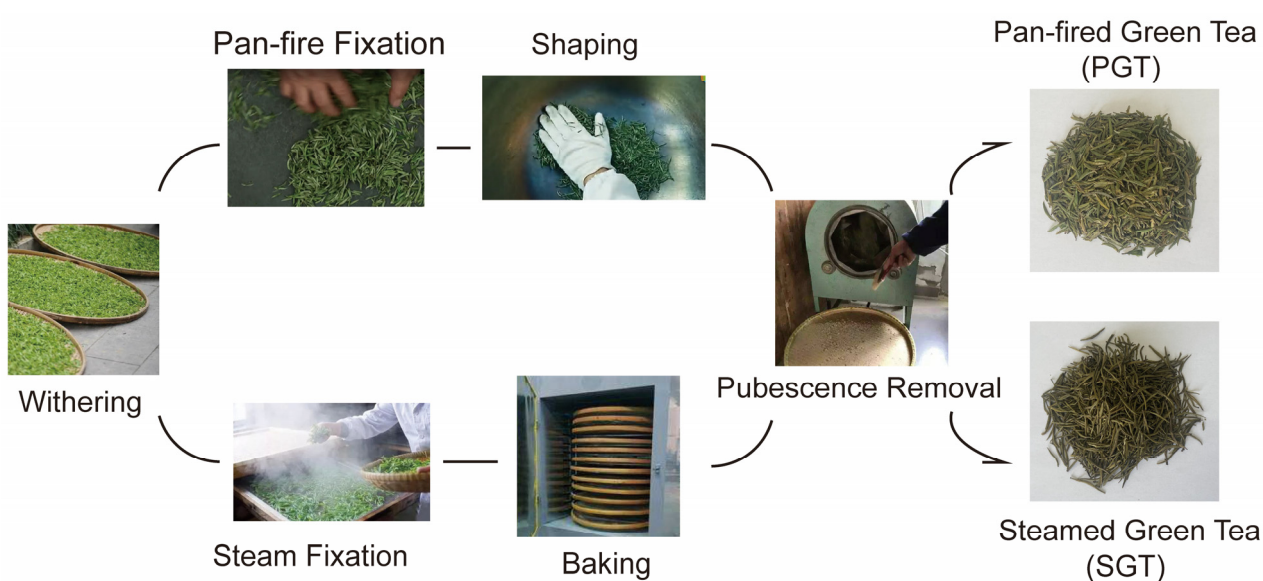 Pan-fire Fixation
Shaping
Pan-fired Green Tea
(PGT)
Withering
Pubescence Removal
Steam Fixation
Baking
Steamed Green Tea
(SGT)